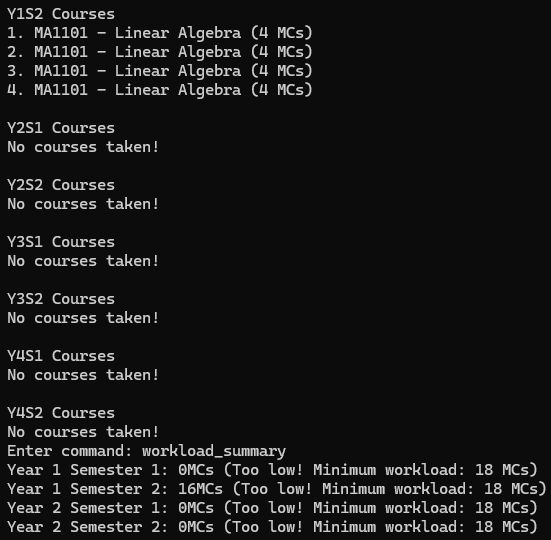 Y1S2 Courses
1. MA1101 - Linear Algebra (4 MCs)
2. MA1101 - Linear Algebra (4 MCs)
3. MA1101 - Linear Algebra (4 MCs)
4. MA1101 - Linear Algebra (4 MCs)
Y2S1 Courses
No courses taken!
Y2S2 Courses
No courses taken!
Y3S1 Courses
No courses taken!
Y3S2 Courses
No courses taken!
Y4S1 Courses
No courses taken!
Y4S2 Courses
No courses taken!
Enter command: workload_summary
Year 1 Semester 1: 0MCs (Too low! Minimum workload: 18 MCs)
Year 1 Semester 2: 16MCs (Too low! Minimum workload: 18 MCs)
Year 2 Semester 1: 0MCs (Too low! Minimum workload: 18 MCs)
Year 2 Semester 2: 0MCs (Too low! Minimum workload: 18 MCs)